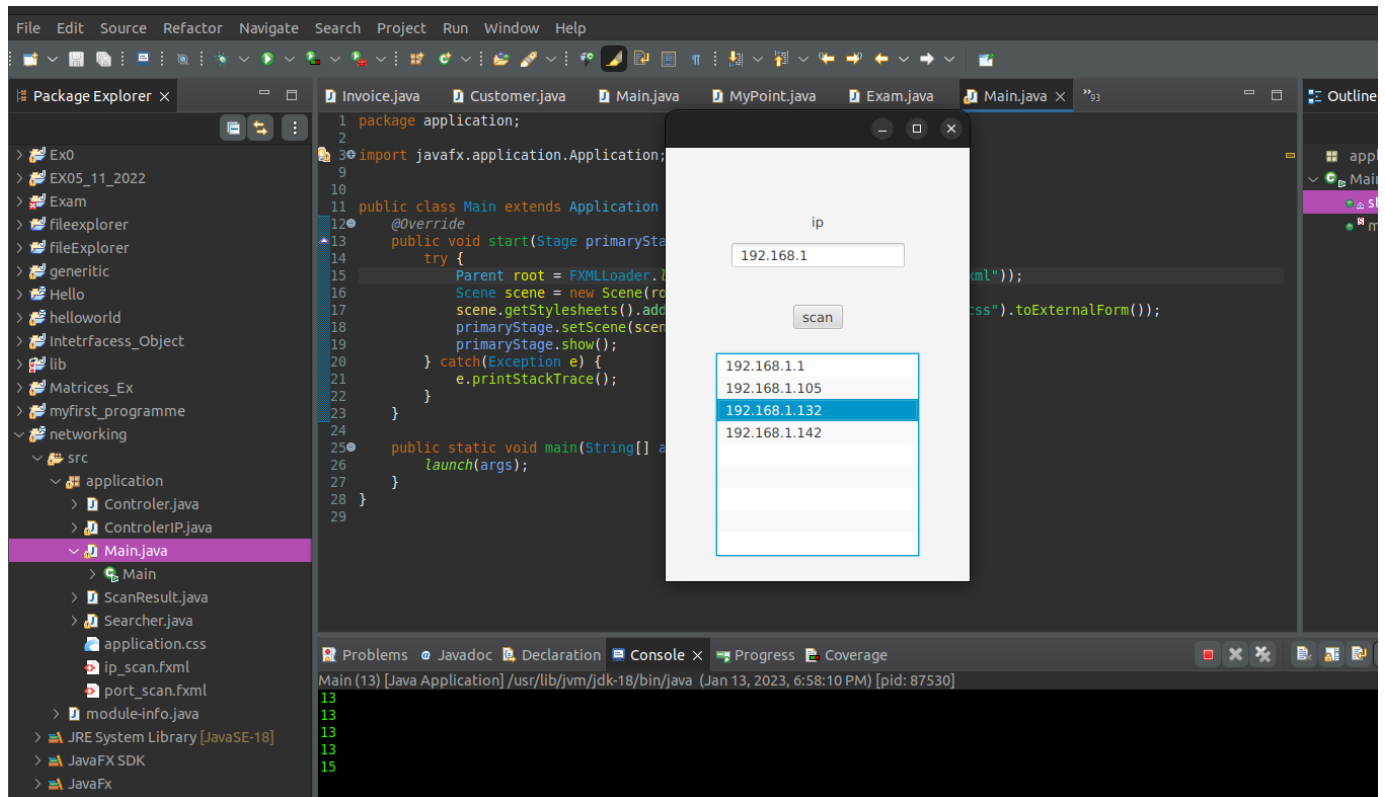 File Edit Source Refactor Navigate Search Project Run Window Help
Package Explorer
Invoice.java Customer.java Main.java MyPoint.java Exam.java Main.java 93
Outline
Ex0
EX05_11_2022
Exam
fileexplorer
fileExplorer
generitic
Hello
helloworld
Intetrfacess_Object
lib
Matrices_Ex
myfirst_programme
networking
src
application
Controler.java
ControlerIP.java
Main.java
Main
ScanResult.java
Searcher.java
application.css
ip_scan.fxml
port_scan.fxml
module-info.java
JRE System Library [JavaSE-18]
JavaFX SDK
JavaFx
1 package application;
2
3 import javafx.application.Application;
9
10
11 public class Main extends Application
12 @Override
13 public void start(Stage primarySta
14 try {
15 Parent root = FXMLLoader.l xml"));
16 Scene scene = new Scene(ro
17 scene.getStylesheets().add css").toExternalForm());
18 primaryStage.setScene(scen
19 primaryStage.show();
20 } catch(Exception e) {
21 e.printStackTrace();
22 }
23 }
24
25 public static void main(String[] a
26 launch(args);
27 }
28 }
29
ip
192.168.1
scan
192.168.1.1
192.168.1.105
192.168.1.132
192.168.1.142
appl
Main
st
m
Problems Javadoc Declaration Console Progress Coverage
Main (13) [Java Application] /usr/lib/jvm/jdk-18/bin/java (Jan 13, 2023, 6:58:10 PM) [pid: 87530]
13
13
13
13
15